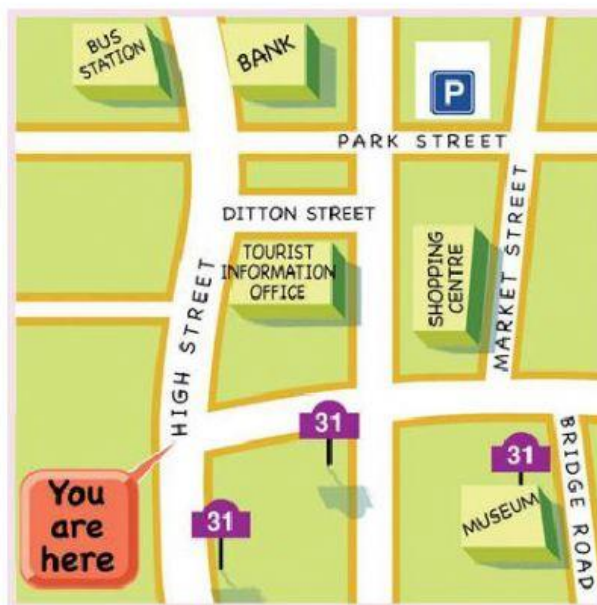 BUS
STATION
BANK
P
PARK STREET
DITTON STREET
TOURIST
INFORMATION
OFFICE
SHOPPING
CENTRE
MARKET STREET
HIGH STREET
31
31
31
BRIDGE ROAD
MUSEUM
You
are
here